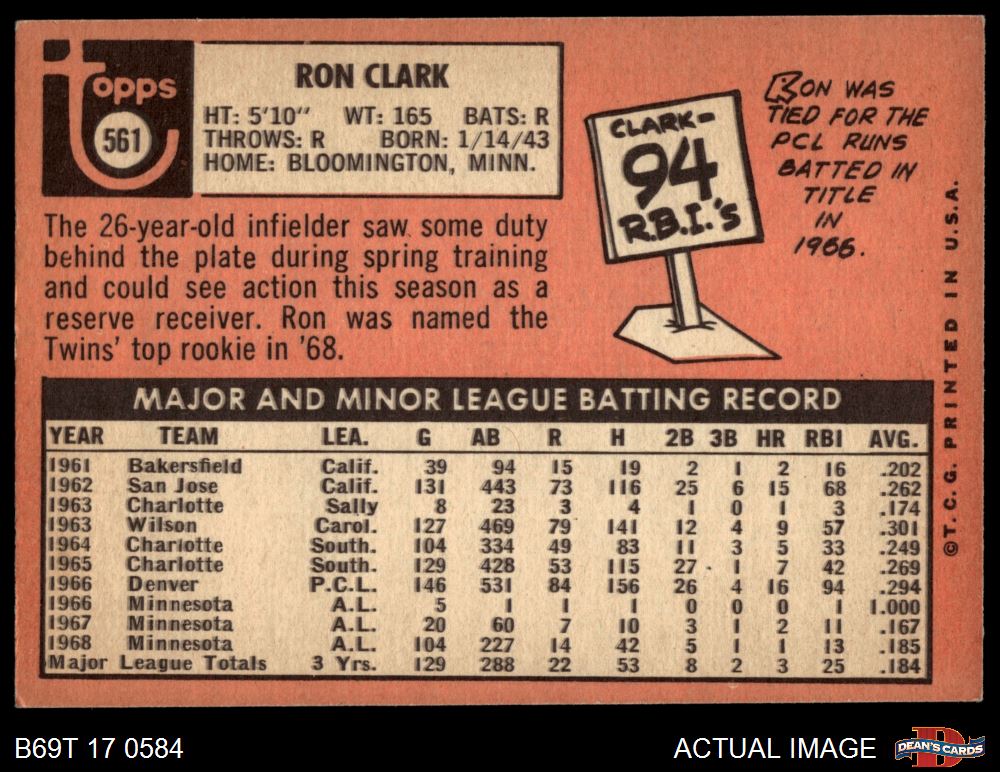 Topps
561
RON CLARK
HT: 5'10" WT: 165 BATS: R
THROWS: R BORN: 1/14/43
HOME: BLOOMINGTON, MINN.
The 26-year-old infielder saw some duty
behind the plate during spring training
and could see action this season as a
reserve receiver. Ron was named the
Twins' top rookie in '68.
CLARK-
94
R.B.I.'S
RON WAS
TIED FOR THE
PCL RUNS
BATTED IN
TITLE
IN
1966.
©T.C.G. PRINTED IN U.S.A.
MAJOR AND MINOR LEAGUE BATTING RECORD
YEAR TEAM LEA. G AB R H 2B 3B HR RBI AVG.
1961 Bakersfield Calif. 39 94 15 19 2 1 2 16 .202
1962 San Jose Calif. 131 443 73 116 25 6 15 68 .262
1963 Charlotte Sally 8 23 3 4 1 0 1 3 .174
1963 Wilson Carol. 127 469 79 141 12 4 9 57 .301
1964 Charlotte South. 104 334 49 83 11 3 5 33 .249
1965 Charlotte South. 129 428 53 115 27 1 7 42 .269
1966 Denver P.C.L. 146 531 84 156 26 4 16 94 .294
1966 Minnesota A.L. 5 1 1 1 0 0 0 1 1.000
1967 Minnesota A.L. 20 60 7 10 3 1 2 11 .167
1968 Minnesota A.L. 104 227 14 42 5 1 1 13 .185
Major League Totals 3 Yrs. 129 288 22 53 8 2 3 25 .184
B69T 17 0584
ACTUAL IMAGE
DEAN'S CARDS